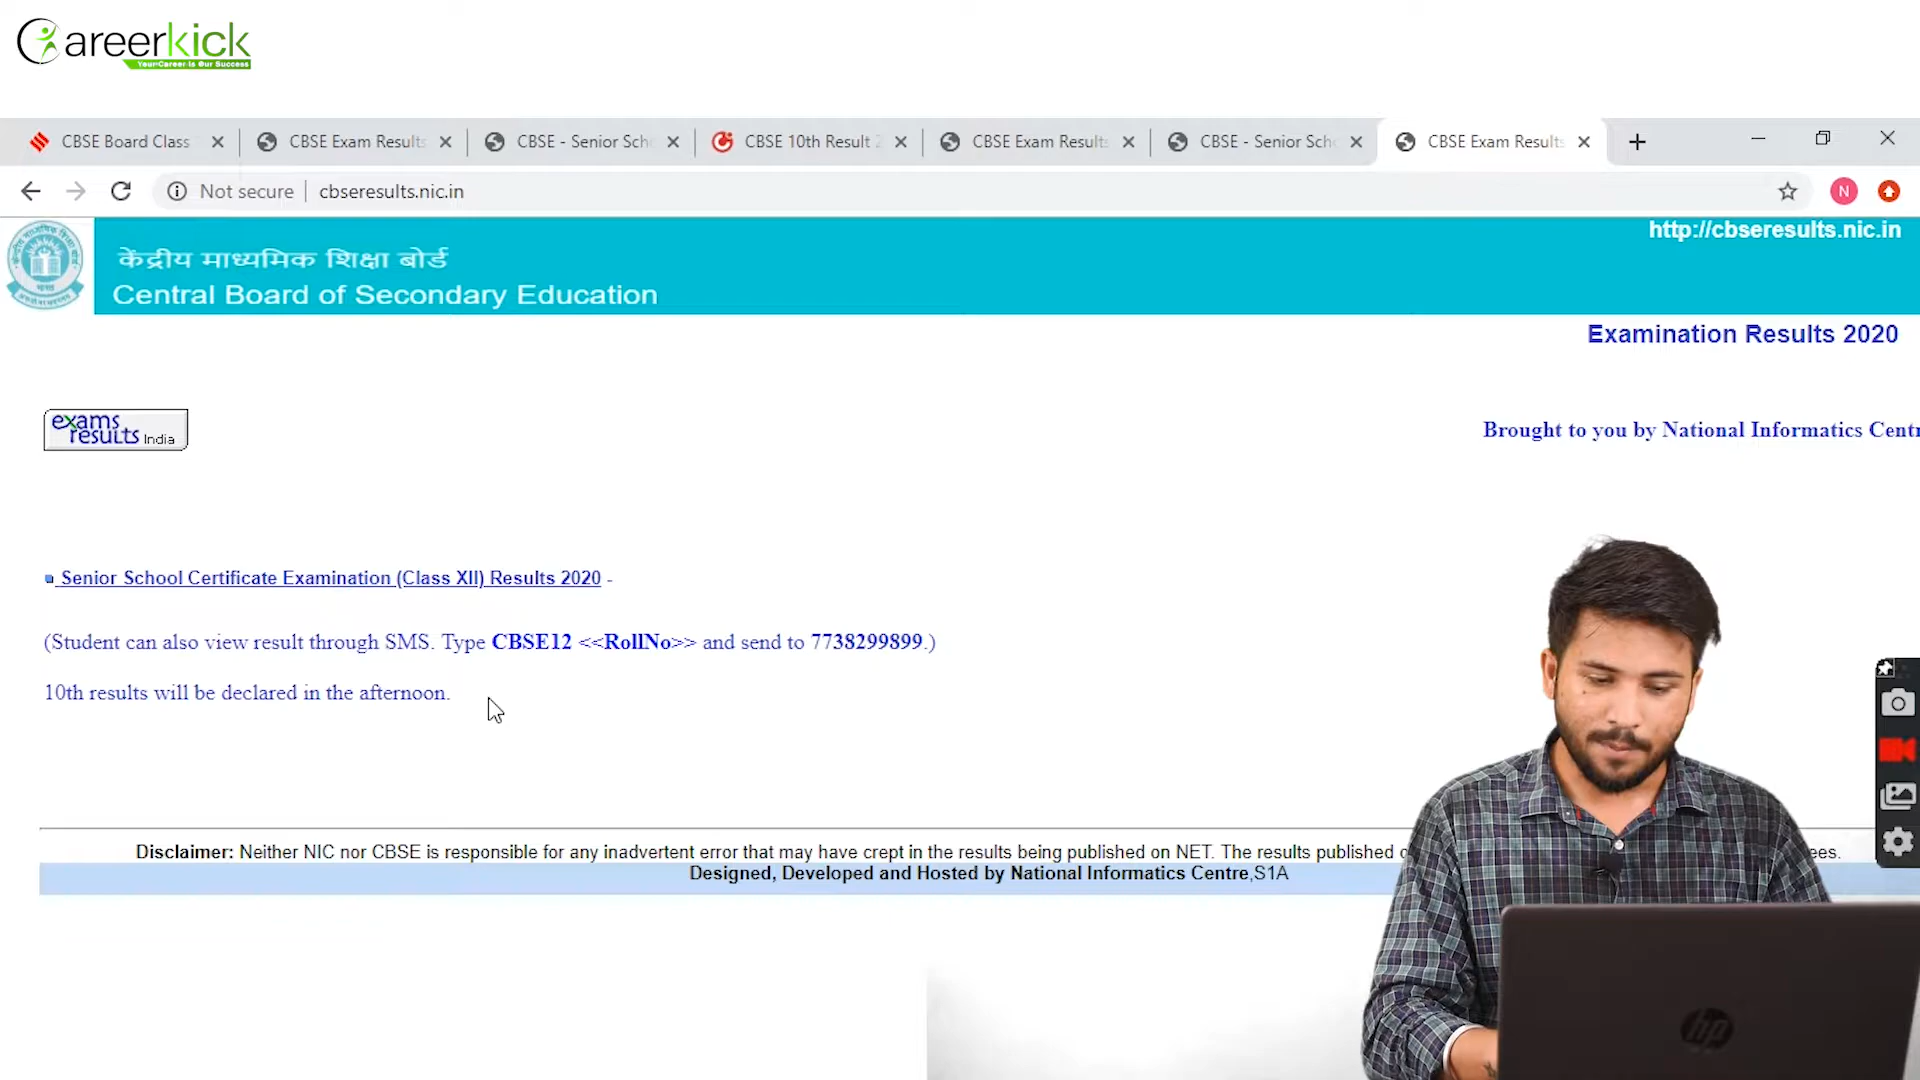 Careerkick
Your Career is Our Success
CBSE Board Class
CBSE Exam Results
CBSE - Senior Scho
CBSE 10th Result 2
CBSE Exam Results
CBSE - Senior Scho
CBSE Exam Results
Not secure
cbseresults.nic.in
N
http://cbseresults.nic.in
केंद्रीय माध्यमिक शिक्षा बोर्ड
Central Board of Secondary Education
Examination Results 2020
exams
results India
Brought to you by National Informatics Centr
Senior School Certificate Examination (Class XII) Results 2020 -
(Student can also view result through SMS. Type CBSE12 <<RollNo>> and send to 7738299899.)
10th results will be declared in the afternoon.
Disclaimer: Neither NIC nor CBSE is responsible for any inadvertent error that may have crept in the results being published on NET. The results published
Designed, Developed and Hosted by National Informatics Centre,S1A
hp